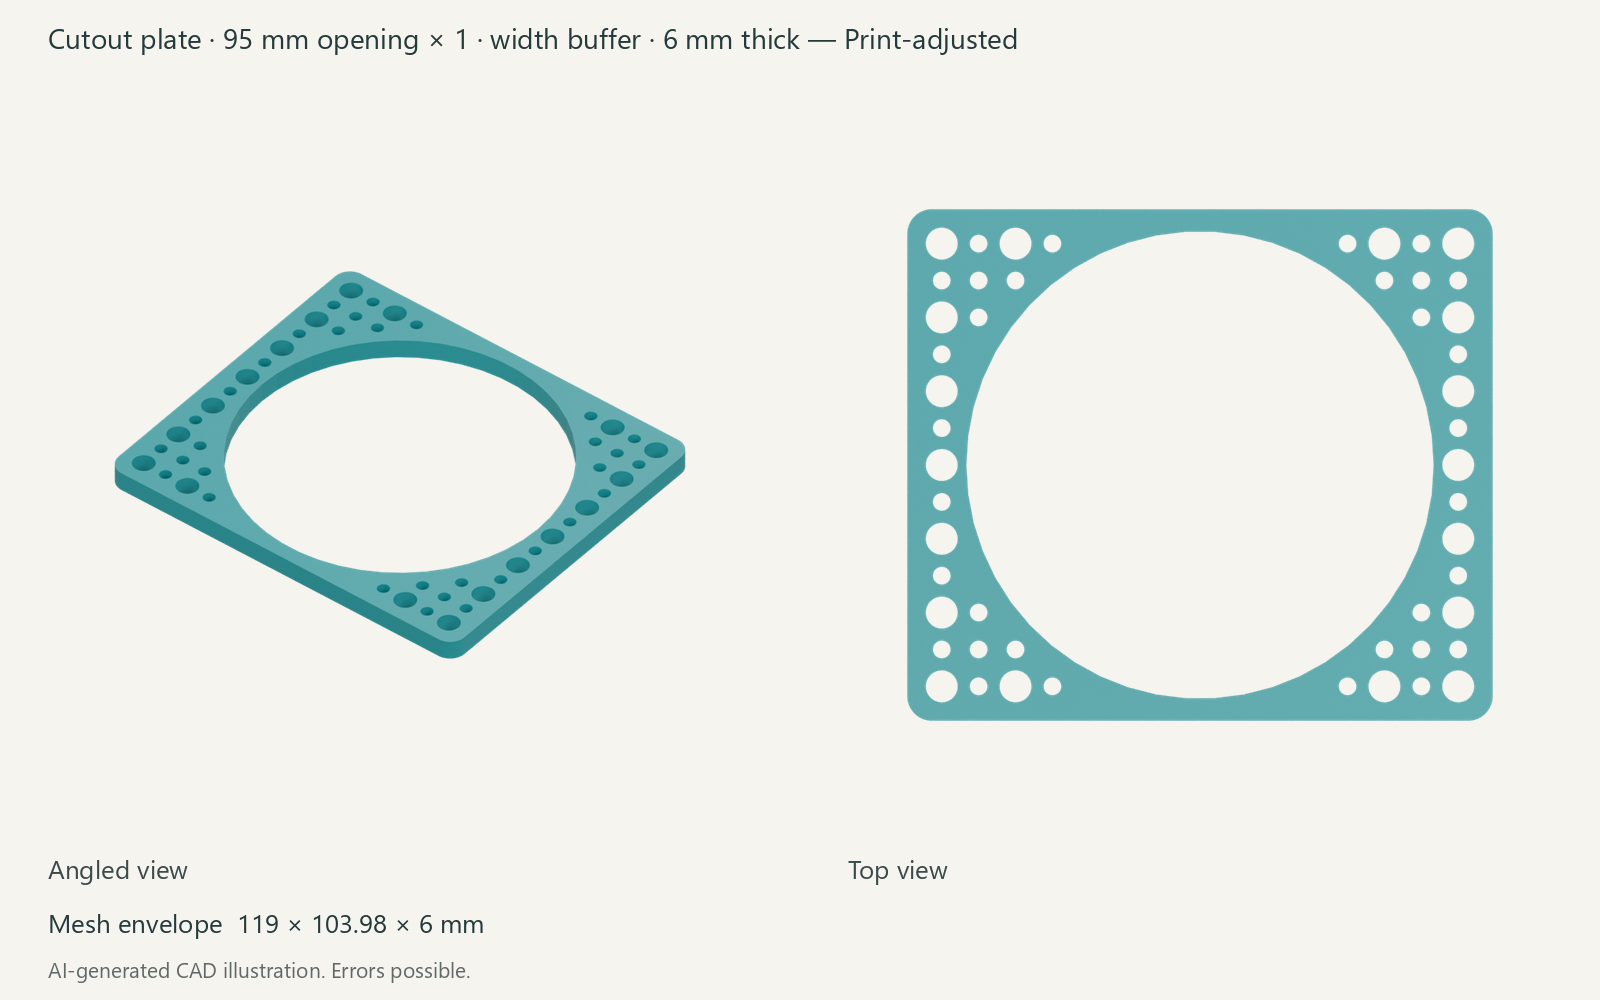 Cutout plate · 95 mm opening × 1 · width buffer · 6 mm thick — Print-adjusted
Angled view
Top view
Mesh envelope 119 × 103.98 × 6 mm
AI-generated CAD illustration. Errors possible.